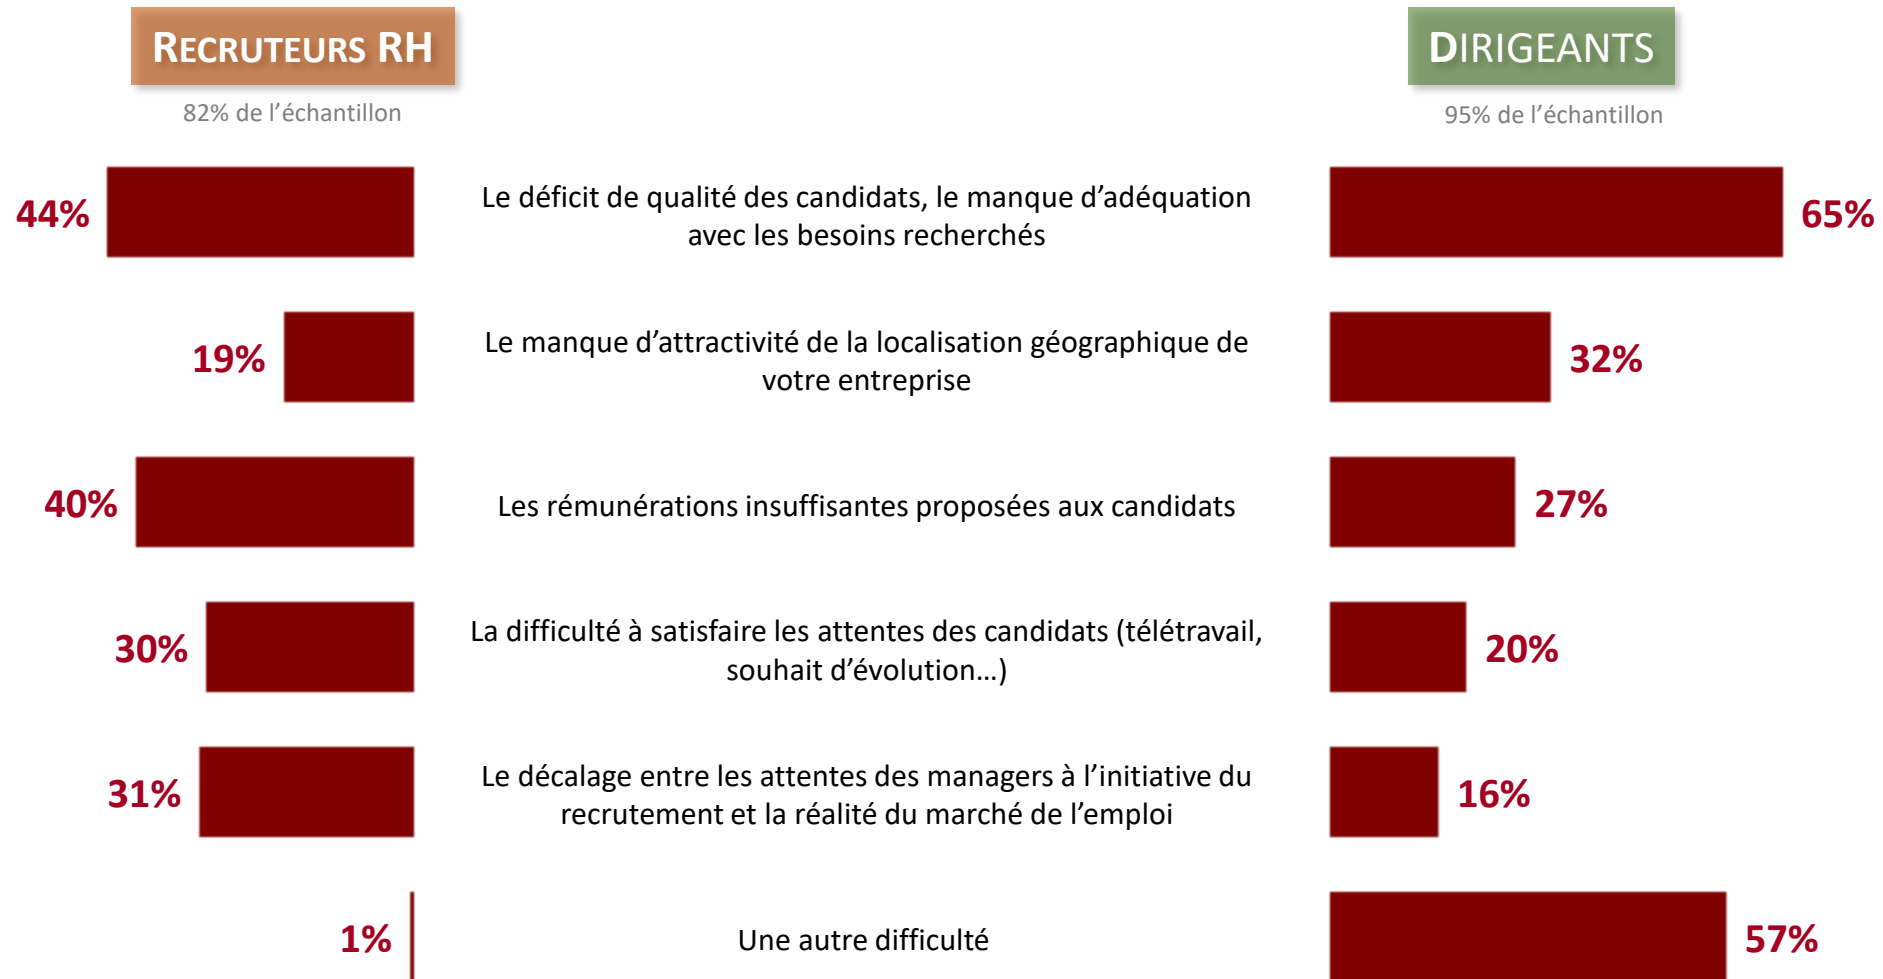 RECRUTEURS RH
DIRIGEANTS
82% de l’échantillon
95% de l’échantillon
44%
Le déficit de qualité des candidats, le manque d’adéquation
avec les besoins recherchés
65%
19%
Le manque d’attractivité de la localisation géographique de
votre entreprise
32%
40%
Les rémunérations insuffisantes proposées aux candidats
27%
30%
La difficulté à satisfaire les attentes des candidats (télétravail,
souhait d’évolution…)
20%
31%
Le décalage entre les attentes des managers à l’initiative du
recrutement et la réalité du marché de l’emploi
16%
1%
Une autre difficulté
57%